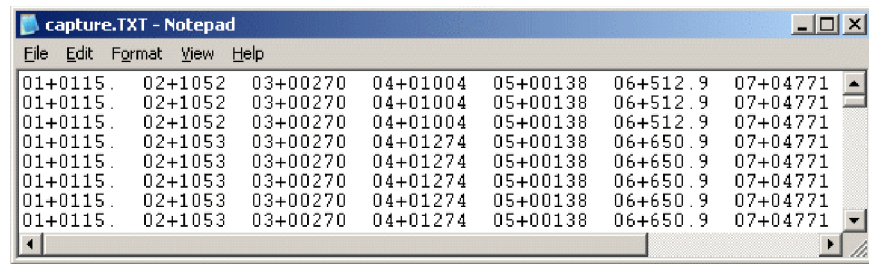 capture.TXT - Notepad
File Edit Format View Help
01+0115. 02+1052 03+00270 04+01004 05+00138 06+512.9 07+04771
01+0115. 02+1052 03+00270 04+01004 05+00138 06+512.9 07+04771
01+0115. 02+1052 03+00270 04+01004 05+00138 06+512.9 07+04771
01+0115. 02+1053 03+00270 04+01274 05+00138 06+650.9 07+04771
01+0115. 02+1053 03+00270 04+01274 05+00138 06+650.9 07+04771
01+0115. 02+1053 03+00270 04+01274 05+00138 06+650.9 07+04771
01+0115. 02+1053 03+00270 04+01274 05+00138 06+650.9 07+04771
01+0115. 02+1053 03+00270 04+01274 05+00138 06+650.9 07+04771